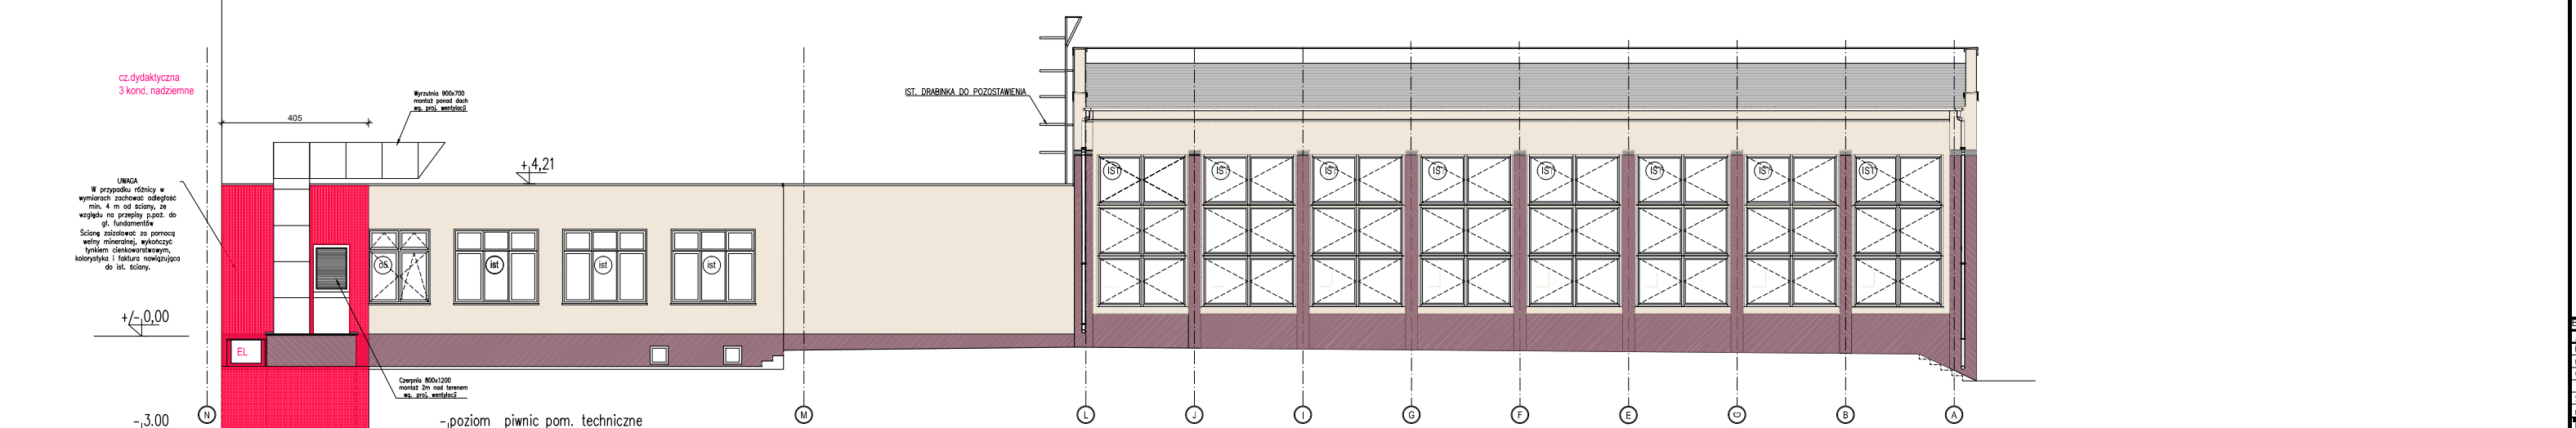 cz.dydaktyczna
3 kond, nadziemne
Wyrzutnia 900x700
montaż ponad dach
wg. proj. wentylacji
IST. DRABINKA DO POZOSTAWIENIA
405
+,4,21
UWAGA
W przypadku różnicy w
wymiarach zachować odległość
min. 4 m od ściany, ze
względu na przepisy p.poż. do
gł. fundamentów
Ścianę zaizolować za pomocą
wełny mineralnej, wykończyć
tynkiem cienkowarstwowym,
kolorystyka i faktura nawiązująca
do ist. ściany.
IST IST IST IST IST IST IST IST
ist ist ist
+/-,0,00
EL
Czerpnia 800x1200
montaż 2m nad terenem
wg. proj. wentylacji
-,3.00
-,poziom piwnic pom. techniczne
N M L J I G F E D B A